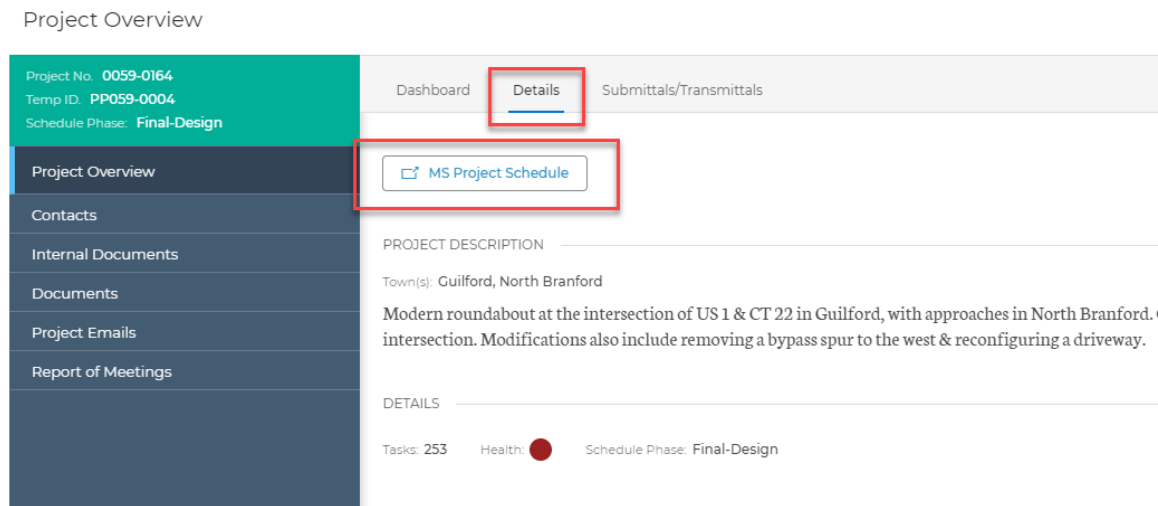 Project Overview
Project No. 0059-0164
Temp ID. PP059-0004
Schedule Phase: Final-Design
Project Overview
Contacts
Internal Documents
Documents
Project Emails
Report of Meetings
Dashboard Details Submittals/Transmittals
MS Project Schedule
PROJECT DESCRIPTION
Town(s): Guilford, North Branford
Modern roundabout at the intersection of US 1 & CT 22 in Guilford, with approaches in North Branford.
intersection. Modifications also include removing a bypass spur to the west & reconfiguring a driveway.
DETAILS
Tasks: 253 Health: Schedule Phase: Final-Design